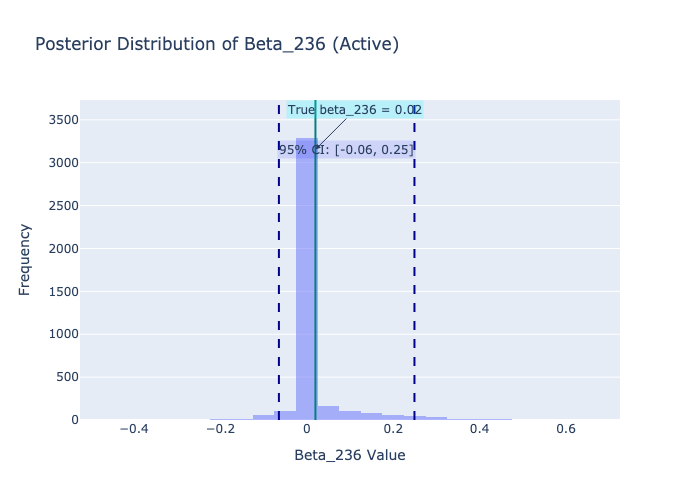 Posterior Distribution of Beta_236 (Active)
True beta_236 = 0.02
95% CI: [-0.06, 0.25]
3500
3000
2500
2000
1500
1000
500
0
Frequency
−0.4
−0.2
0
0.2
0.4
0.6
Beta_236 Value